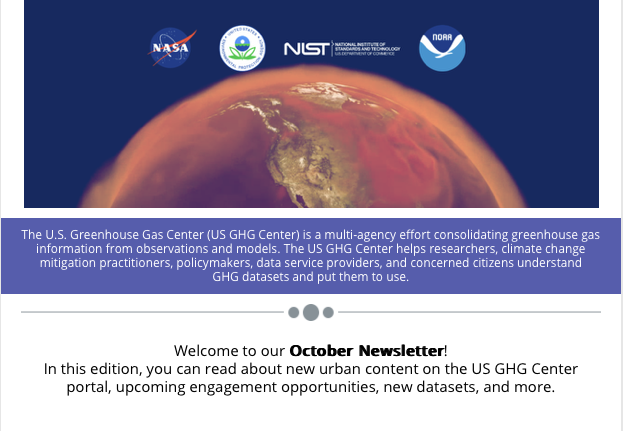 NASA
NIST NATIONAL INSTITUTE OF
STANDARDS AND TECHNOLOGY
U.S. DEPARTMENT OF COMMERCE
NOAA
The U.S. Greenhouse Gas Center (US GHG Center) is a multi-agency effort consolidating greenhouse gas
information from observations and models. The US GHG Center helps researchers, climate change
mitigation practitioners, policymakers, data service providers, and concerned citizens understand
GHG datasets and put them to use.
Welcome to our October Newsletter!
In this edition, you can read about new urban content on the US GHG Center
portal, upcoming engagement opportunities, new datasets, and more.